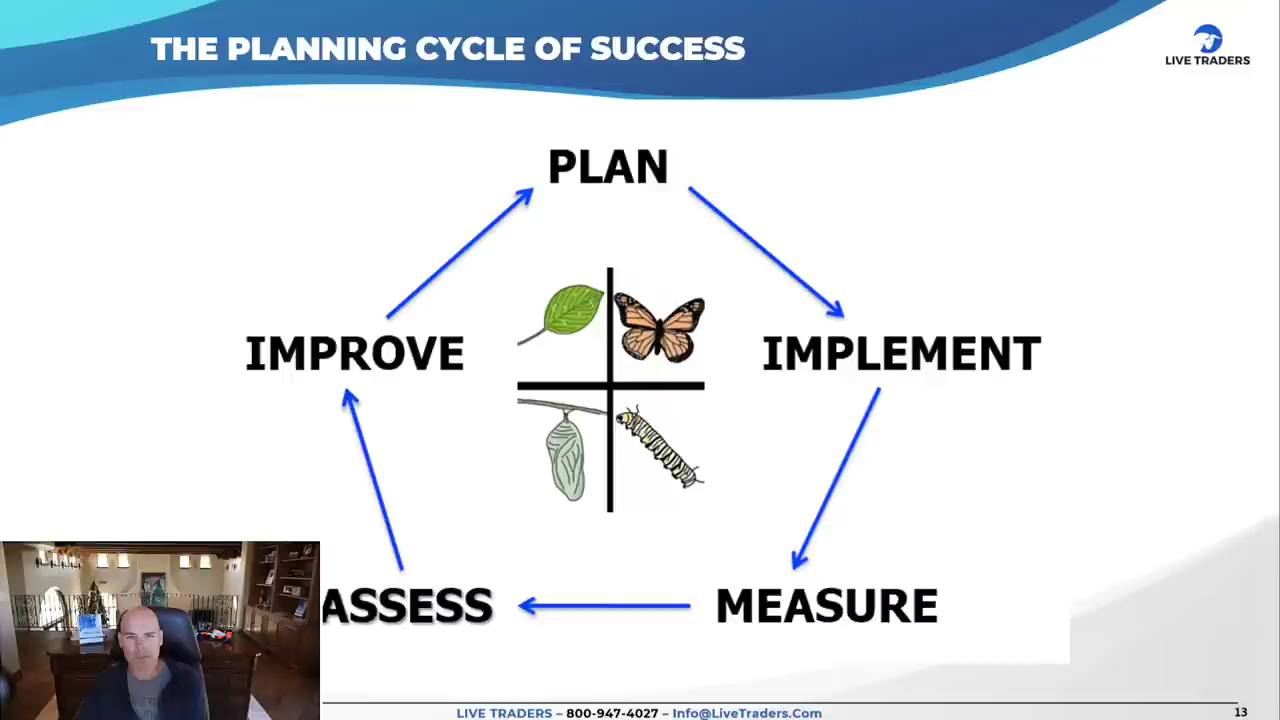 THE PLANNING CYCLE OF SUCCESS
LIVE TRADERS
PLAN
IMPROVE
IMPLEMENT
ASSESS
MEASURE
LIVE TRADERS – 800-947-4027 – Info@LiveTraders.Com
13